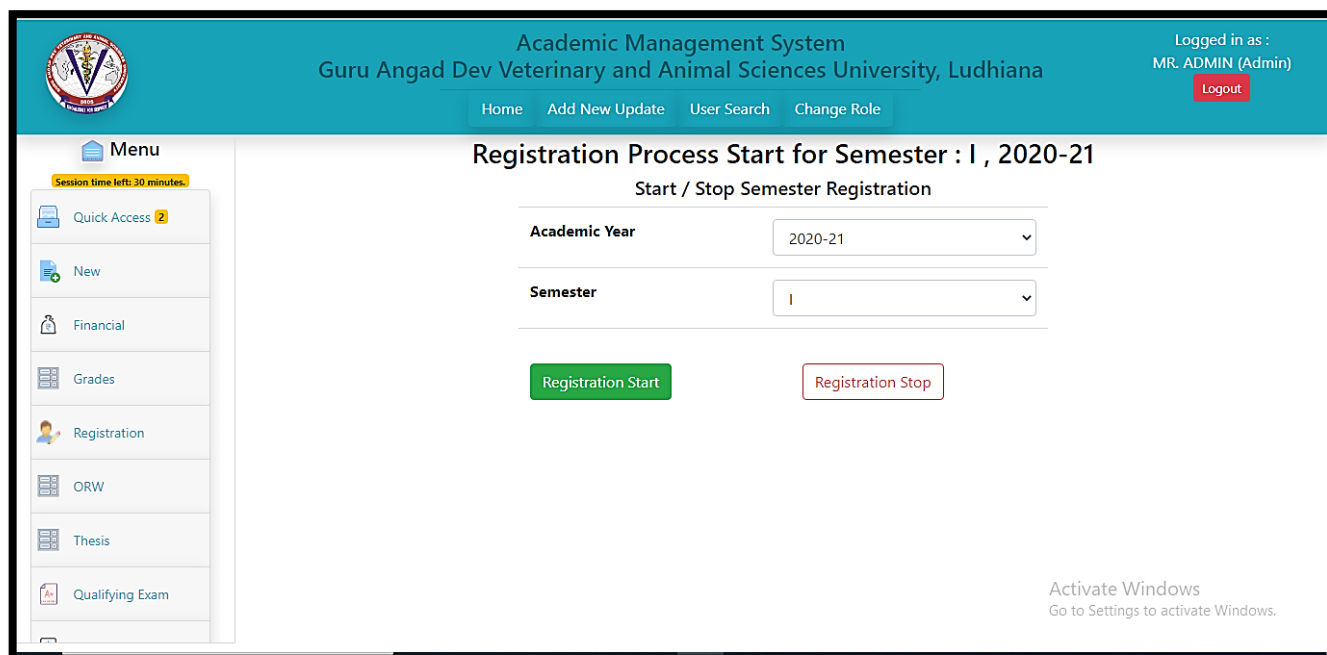 Academic Management System
Guru Angad Dev Veterinary and Animal Sciences University, Ludhiana
Home Add New Update User Search Change Role
Logged in as :
MR. ADMIN (Admin)
Logout
Menu
Session time left: 30 minutes.
Quick Access 2
New
Financial
Grades
Registration
ORW
Thesis
Qualifying Exam
Registration Process Start for Semester : I , 2020-21
Start / Stop Semester Registration
Academic Year 2020-21
Semester I
Registration Start Registration Stop
Activate Windows
Go to Settings to activate Windows.